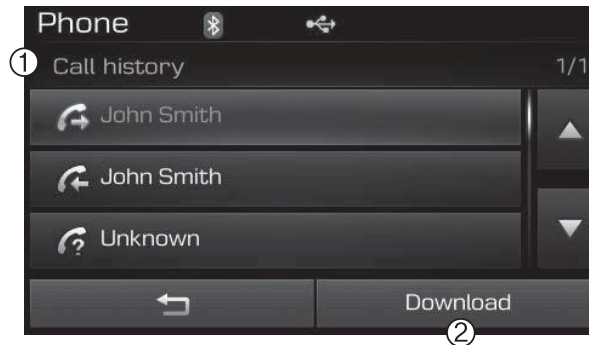 Phone
① Call history 1/1
John Smith
John Smith
? Unknown
Download
②